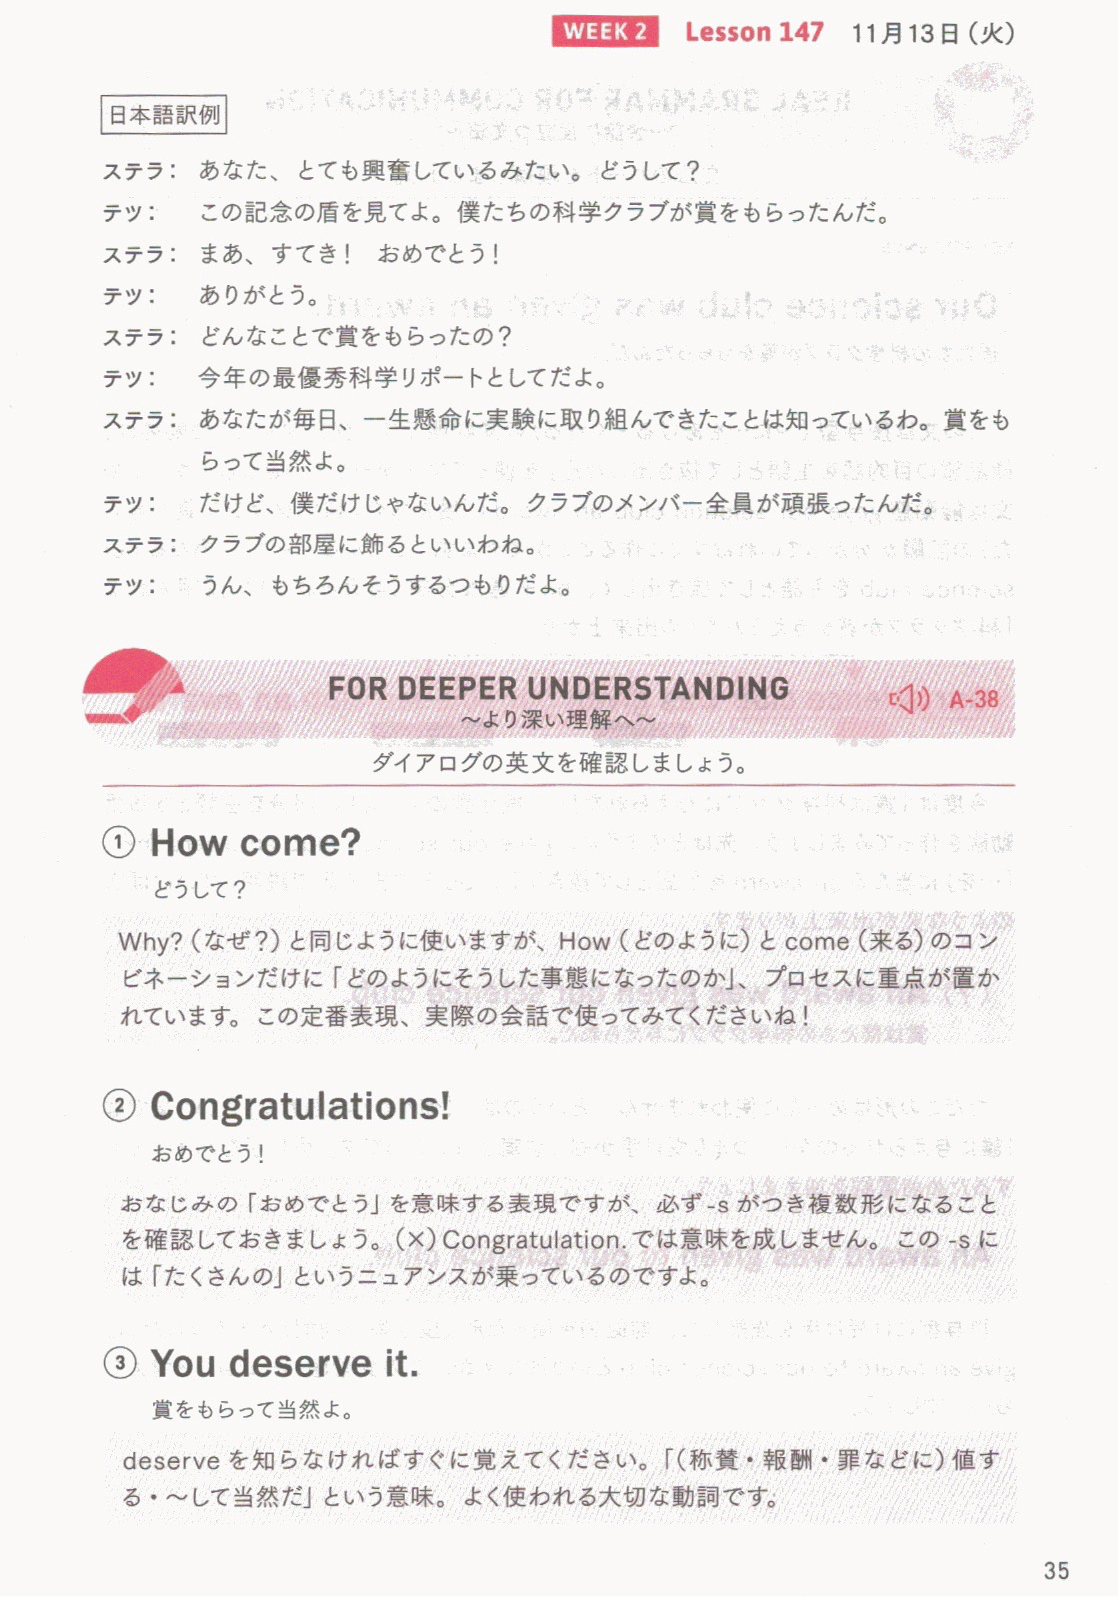 WEEK 2 Lesson 147 11月13日（火）
日本語訳例
ステラ： あなた、とても興奮しているみたい。どうして？
テツ： この記念の盾を見てよ。僕たちの科学クラブが賞をもらったんだ。
ステラ： まあ、すてき！ おめでとう！
テツ： ありがとう。
ステラ： どんなことで賞をもらったの？
テツ： 今年の最優秀科学リポートとしてだよ。
ステラ： あなたが毎日、一生懸命に実験に取り組んできたことは知っているわ。賞をも
らって当然よ。
テツ： だけど、僕だけじゃないんだ。クラブのメンバー全員が頑張ったんだ。
ステラ： クラブの部屋に飾るといいわね。
テツ： うん、もちろんそうするつもりだよ。
FOR DEEPER UNDERSTANDING
〜より深い理解へ〜
A-38
ダイアログの英文を確認しましょう。
① How come?
どうして？
Why?（なぜ？）と同じように使いますが、How（どのように）と come（来る）のコン
ビネーションだけに「どのようにそうした事態になったのか」、プロセスに重点が置か
れています。この定番表現、実際の会話で使ってみてくださいね！
② Congratulations!
おめでとう！
おなじみの「おめでとう」を意味する表現ですが、必ず -s がつき複数形になること
を確認しておきましょう。（×）Congratulation. では意味を成しません。この -s に
は「たくさんの」というニュアンスが乗っているのですよ。
③ You deserve it.
賞をもらって当然よ。
deserve を知らなければすぐに覚えてください。「（称賛・報酬・罪などに）値す
る・〜して当然だ」という意味。よく使われる大切な動詞です。
35